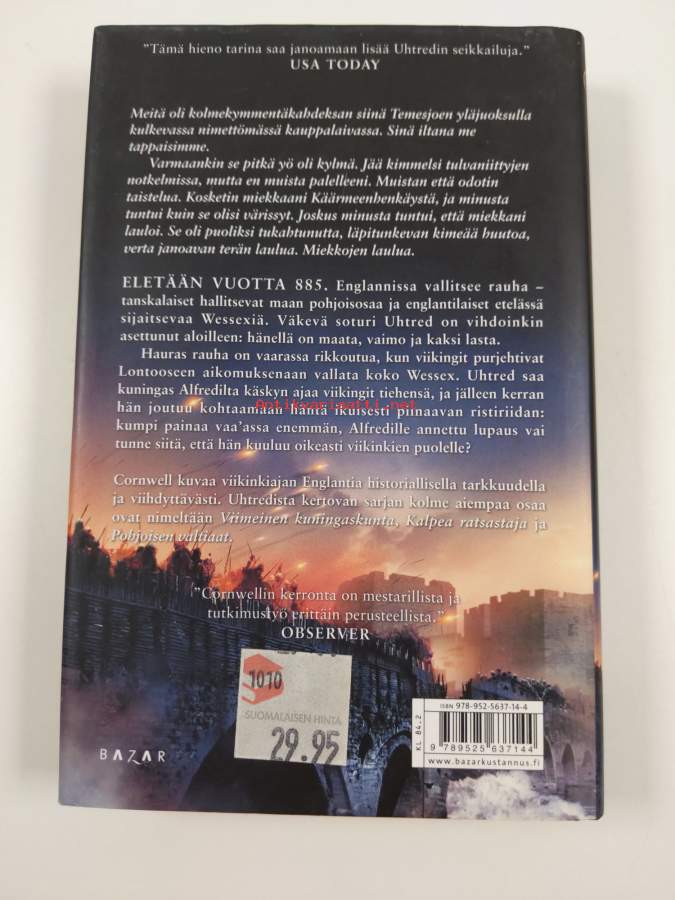 "Tämä hieno tarina saa janoamaan lisää Uhtredin seikkailuja."
USA TODAY
Meitä oli kolmekymmentäkahdeksan siinä Temesjoen yläjuoksulla
kulkevassa nimettömässä kauppalaivassa. Sinä iltana me
tappaisimme.
Varmaankin se pitkä yö oli kylmä. Jää kimmelsi tulvaniittyjen
notkelmissa, mutta en muista palelleeni. Muistan että odotin
taistelua. Kosketin miekkaani Käärmeenhenkäystä, ja minusta
tuntui kuin se olisi värissyt. Joskus minusta tuntui, että miekkani
lauloi. Se oli puoliksi tukahtunutta, läpitunkevan kimeää huutoa,
verta janoavan terän laulua. Miekkojen laulua.
ELETÄÄN VUOTTA 885. Englannissa vallitsee rauha –
tanskalaiset hallitsevat maan pohjoisosaa ja englantilaiset etelässä
sijaitsevaa Wessexiä. Väkevä soturi Uhtred on vihdoinkin
asettunut aloilleen: hänellä on maata, vaimo ja kaksi lasta.
Hauras rauha on vaarassa rikkoutua, kun viikingit purjehtivat
Lontooseen aikomuksenaan vallata koko Wessex. Uhtred saa
kuningas Alfredilta käskyn ajaa viikingit tiehensä, ja jälleen kerran
hän joutuu kohtaamaan häntä ikuisesti painavan ristiriidan:
kumpi painaa vaa'assa enemmän, Alfredille annettu lupaus vai
tunne siitä, että hän kuuluu oikeasti viikinkien puolelle?
Cornwell kuvaa viikinkiajan Englantia historiallisella tarkkuudella
ja viihdyttävästi. Uhtredista kertovan sarjan kolme aiempaa osaa
ovat nimeltään Viimeinen kuningaskunta, Kalpea ratsastaja ja
Pohjoisen valtiaat.
"Cornwellin kerronta on mestarillista ja
tutkimustyö erittäin perusteellista."
OBSERVER
1010
SUOMALAISEN HINTA
29.95
BAZAR
KL 84.2
ISBN 978-952-5637-14-4
9 789525 637144
www.bazarkustannus.fi